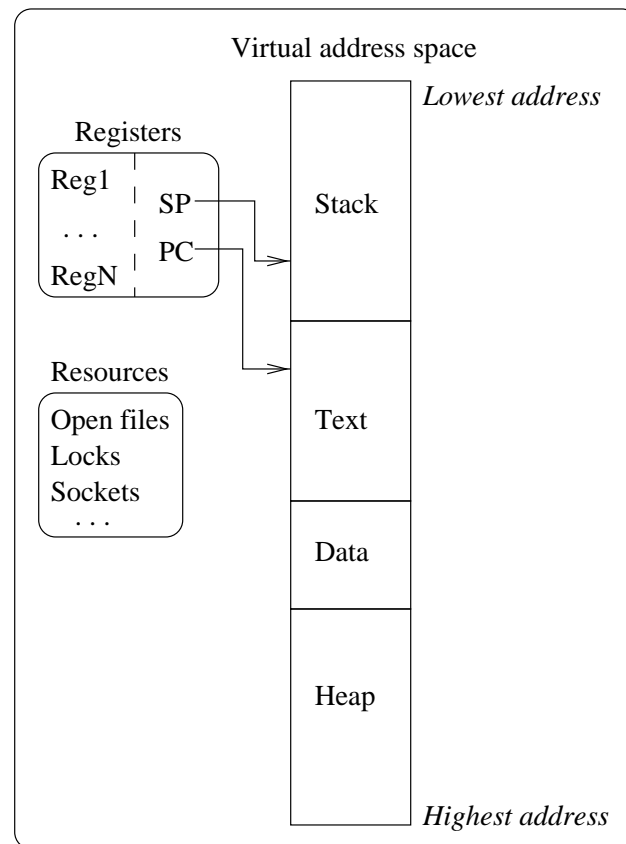 Virtual address space
Lowest address
Registers
Reg1
SP
Stack
. . .
PC
RegN
Resources
Open files
Text
Locks
Sockets
. . .
Data
Heap
Highest address